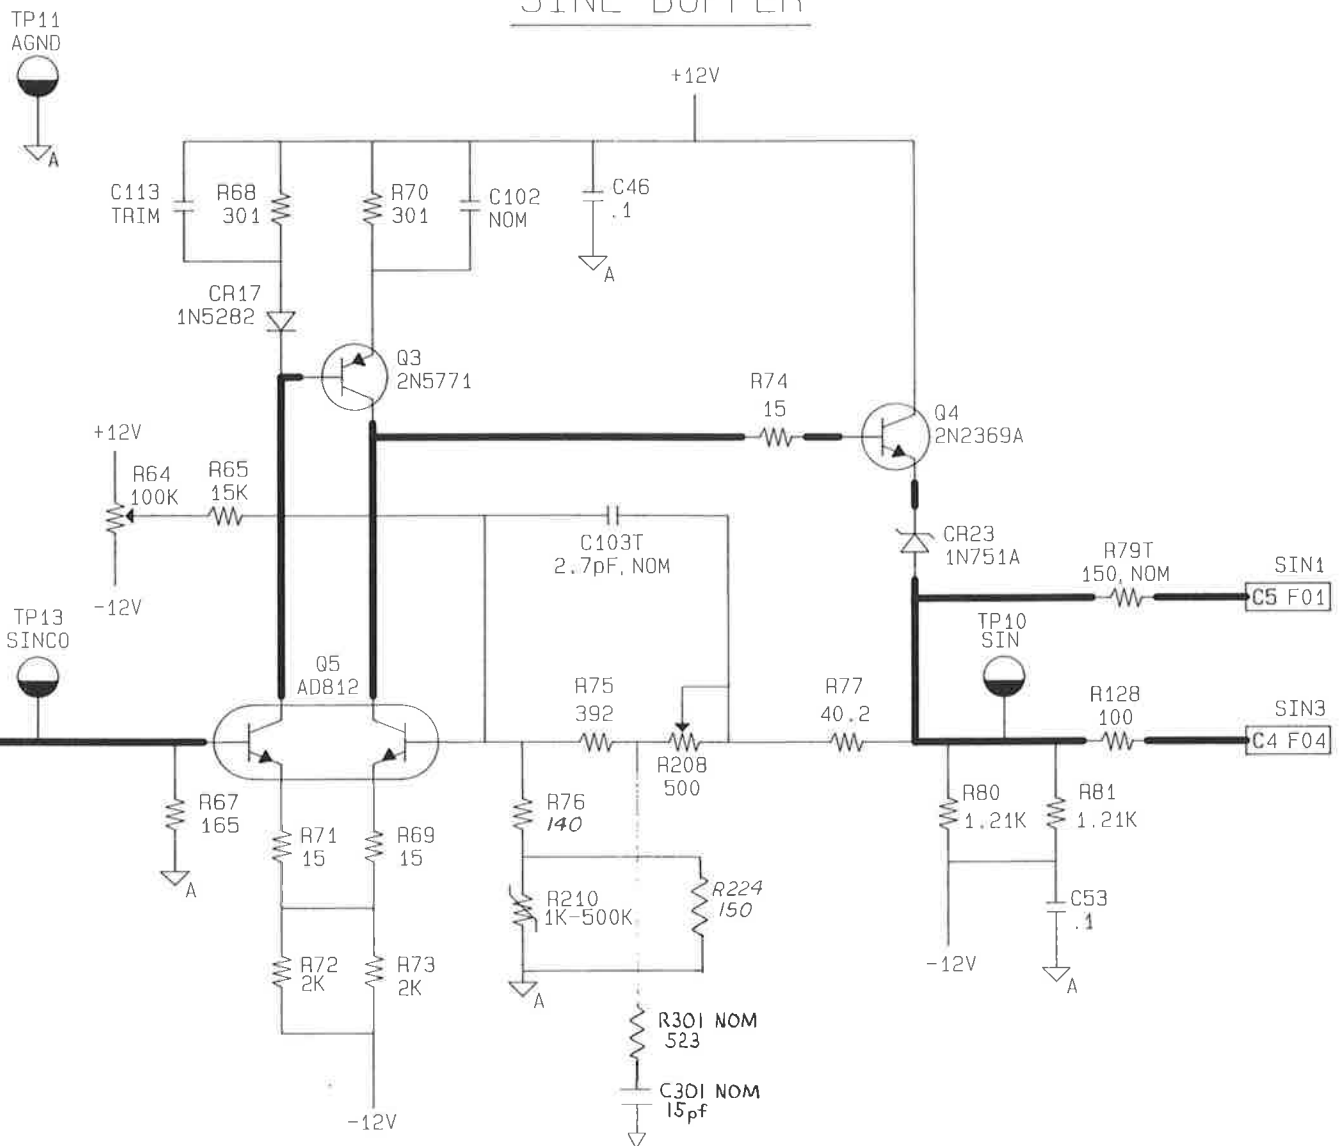 SINE BUFFER
TP11
AGND
A
+12V
C113
TRIM
R68
301
R70
301
C102
NOM
C46
.1
A
CR17
1N5282
Q3
2N5771
R74
15
Q4
2N2369A
+12V
R64
100K
R65
15K
-12V
C103T
2.7pF, NOM
CR23
1N751A
R79T
150, NOM
SIN1
C5 F01
TP13
SINCO
Q5
AD812
R75
392
R208
500
R77
40.2
TP10
SIN
R128
100
SIN3
C4 F04
R67
165
A
R71
15
R69
15
R76
140
R210
1K-500K
R224
150
R80
1.21K
R81
1.21K
C53
.1
R72
2K
R73
2K
A
-12V
A
R301 NOM
523
C301 NOM
15pf
-12V